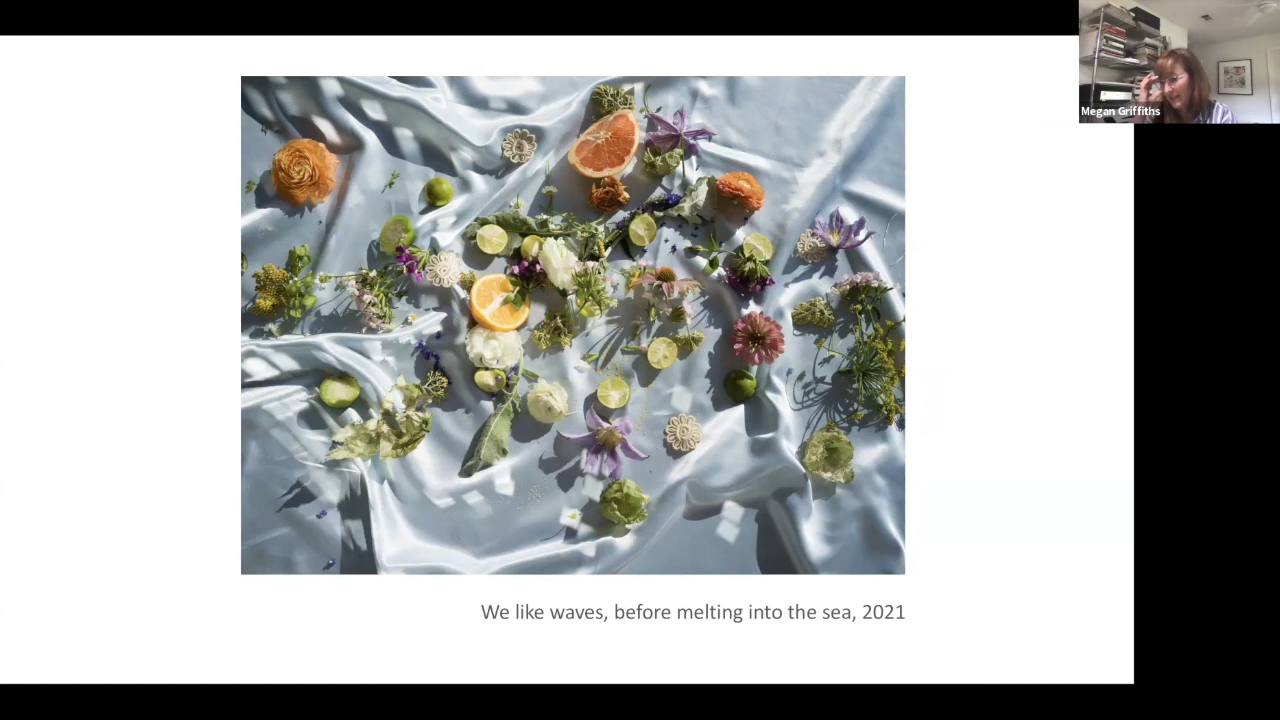 Megan Griffiths
We like waves, before melting into the sea, 2021